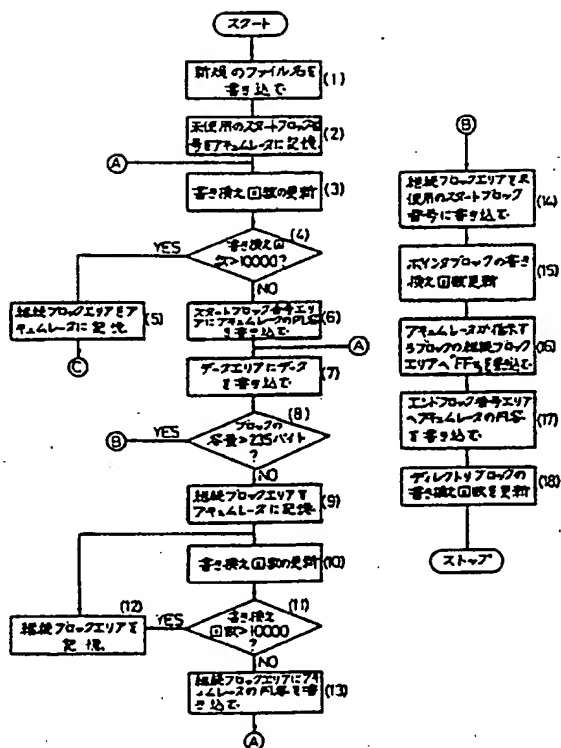 スタート
新規のファイル名を
書き込む
(1)
未使用のスタートブロック番
号をアキュムレータに記憶
(2)
A
書き換え回数の更新
(3)
(4)
書き換え回
数>10000?
YES
NO
継続ブロックエリアをア
キュムレータに記憶
(5)
C
スタートブロック番号エリ
アにアキュムレータの内容
を書き込む
(6)
A
データエリアにデータ
を書き込む
(7)
(8)
ブロックの
容量>235バイト
?
YES
B
NO
継続ブロックエリアを
アキュムレータに記憶
(9)
書き換え回数の更新
(10)
(11)
書き換え
回数>10000
?
YES
(12)
継続ブロックエリアを
記憶
NO
継続ブロックエリアにアキ
ュムレータの内容を書き
込む
(13)
A
B
継続ブロックエリアを未
使用のスタートブロック
番号に書き込む
(14)
ポインタブロックの書き
換え回数更新
(15)
アキュムレータが指示す
るブロックの継続ブロック
エリアへ"FF"を書き込む
(16)
エンドブロック番号エリア
へアキュムレータの内容
を書き込む
(17)
ディレクトリブロックの
書き換え回数を更新
(18)
ストップ